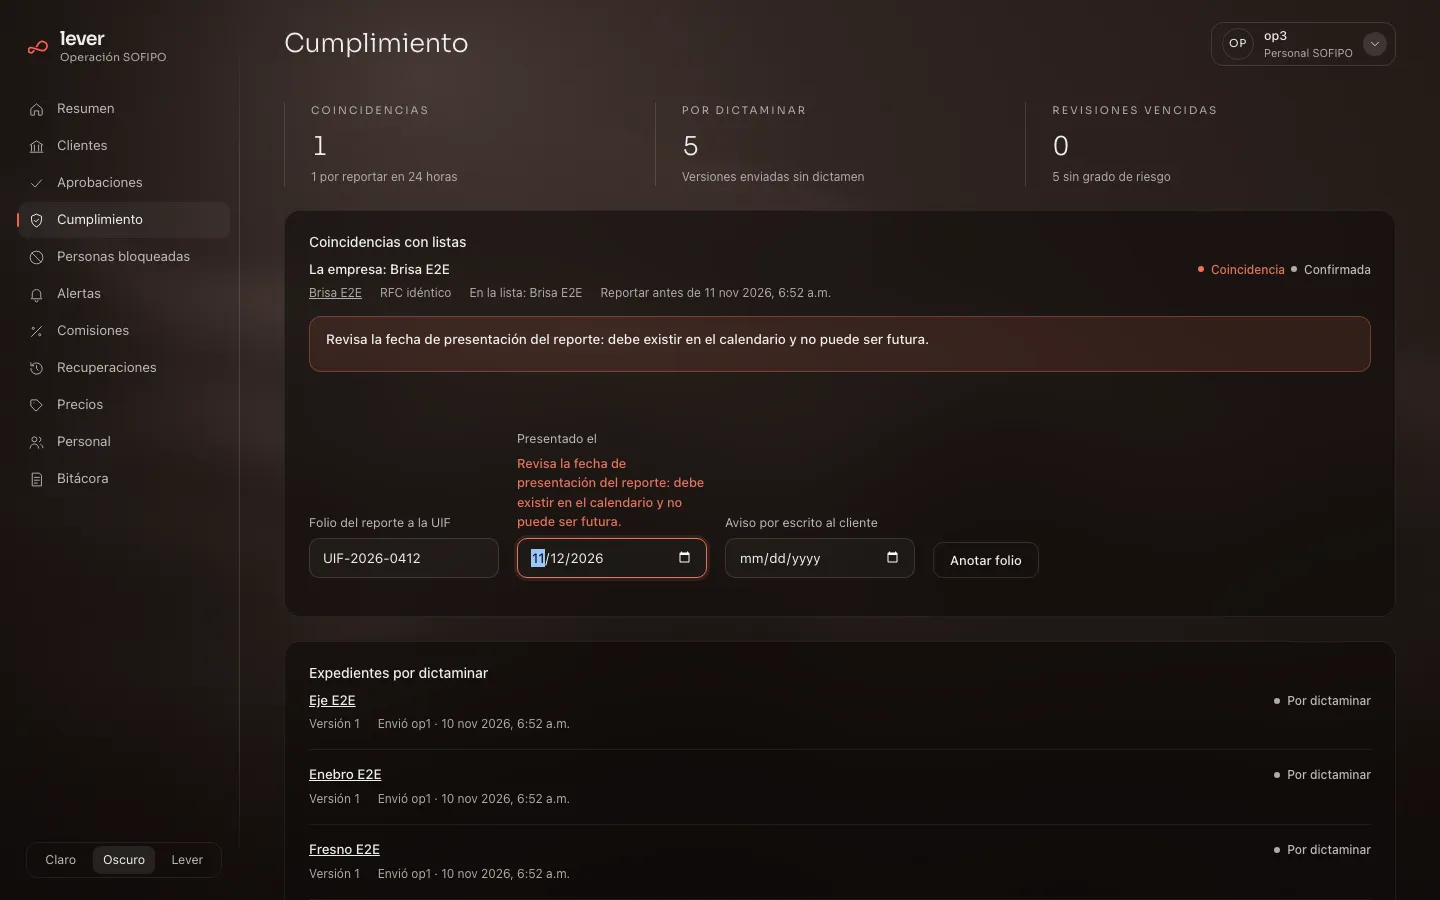 lever
Operación SOFIPO
Resumen
Clientes
Aprobaciones
Cumplimiento
Personas bloqueadas
Alertas
Comisiones
Recuperaciones
Precios
Personal
Bitácora
Claro Oscuro Lever
Cumplimiento
OP op3
Personal SOFIPO
COINCIDENCIAS
1
1 por reportar en 24 horas
POR DICTAMINAR
5
Versiones enviadas sin dictamen
REVISIONES VENCIDAS
0
5 sin grado de riesgo
Coincidencias con listas
La empresa: Brisa E2E Coincidencia Confirmada
Brisa E2E RFC idéntico En la lista: Brisa E2E Reportar antes de 11 nov 2026, 6:52 a.m.
Revisa la fecha de presentación del reporte: debe existir en el calendario y no puede ser futura.
Folio del reporte a la UIF
UIF-2026-0412
Presentado el
Revisa la fecha de
presentación del reporte: debe
existir en el calendario y no
puede ser futura.
11/12/2026
Aviso por escrito al cliente
mm/dd/yyyy
Anotar folio
Expedientes por dictaminar
Eje E2E Por dictaminar
Versión 1 Envió op1 · 10 nov 2026, 6:52 a.m.
Enebro E2E Por dictaminar
Versión 1 Envió op1 · 10 nov 2026, 6:52 a.m.
Fresno E2E Por dictaminar
Versión 1 Envió op1 · 10 nov 2026, 6:52 a.m.